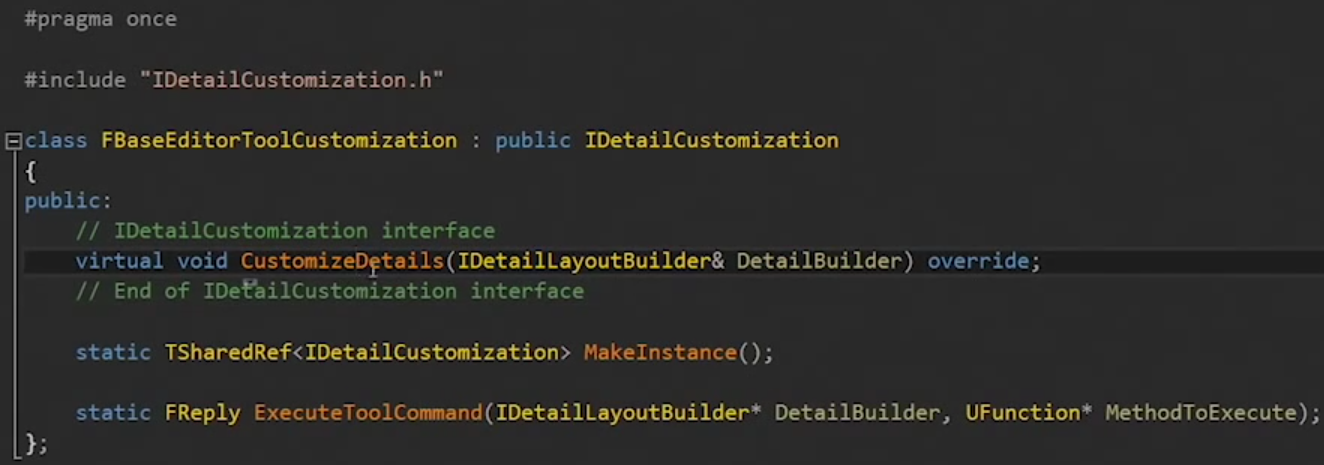 #pragma once
#include "IDetailCustomization.h"
class FBaseEditorToolCustomization : public IDetailCustomization
{
public:
// IDetailCustomization interface
virtual void CustomizeDetails(IDetailLayoutBuilder& DetailBuilder) override;
// End of IDetailCustomization interface
static TSharedRef<IDetailCustomization> MakeInstance();
static FReply ExecuteToolCommand(IDetailLayoutBuilder* DetailBuilder, UFunction* MethodToExecute);
};